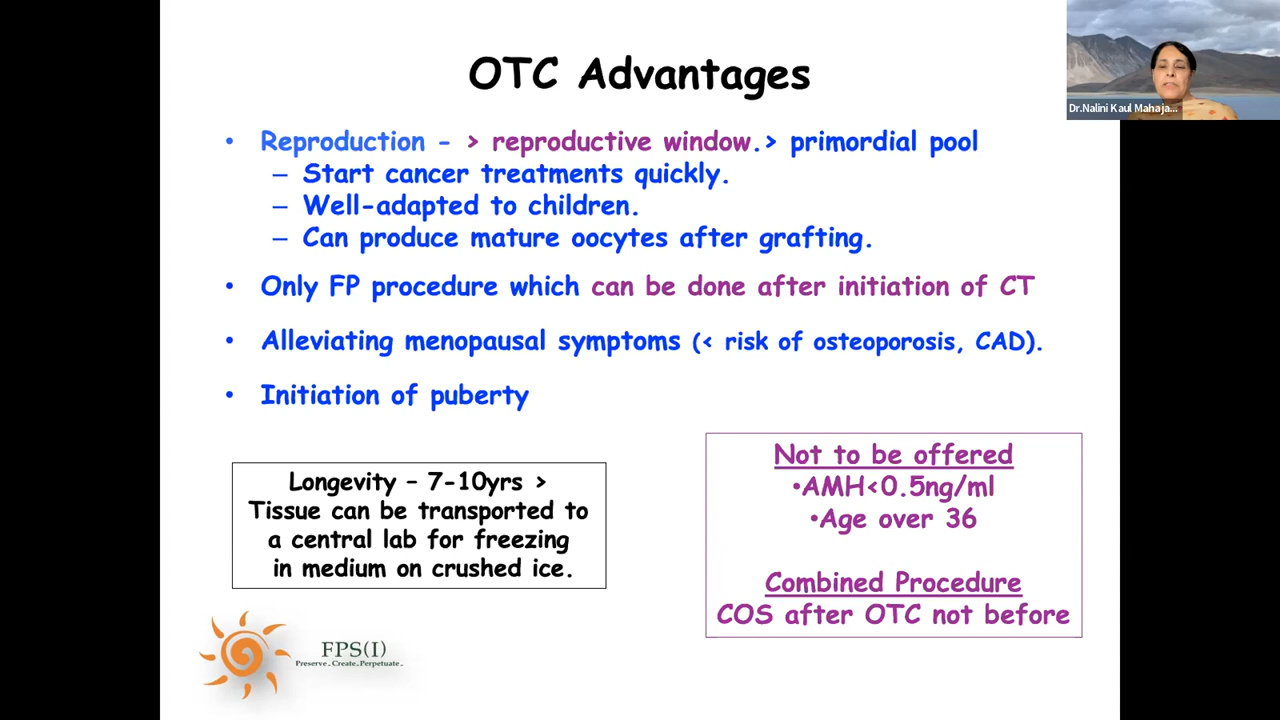 OTC Advantages
Dr.Nalini Kaul Mahaja...
• Reproduction - > reproductive window.> primordial pool
– Start cancer treatments quickly.
– Well-adapted to children.
– Can produce mature oocytes after grafting.
• Only FP procedure which can be done after initiation of CT
• Alleviating menopausal symptoms (< risk of osteoporosis, CAD).
• Initiation of puberty
Longevity – 7-10yrs >
Tissue can be transported to
a central lab for freezing
in medium on crushed ice.
Not to be offered
•AMH<0.5ng/ml
•Age over 36
Combined Procedure
COS after OTC not before
FPS(I)
Preserve. Create. Perpetuate.